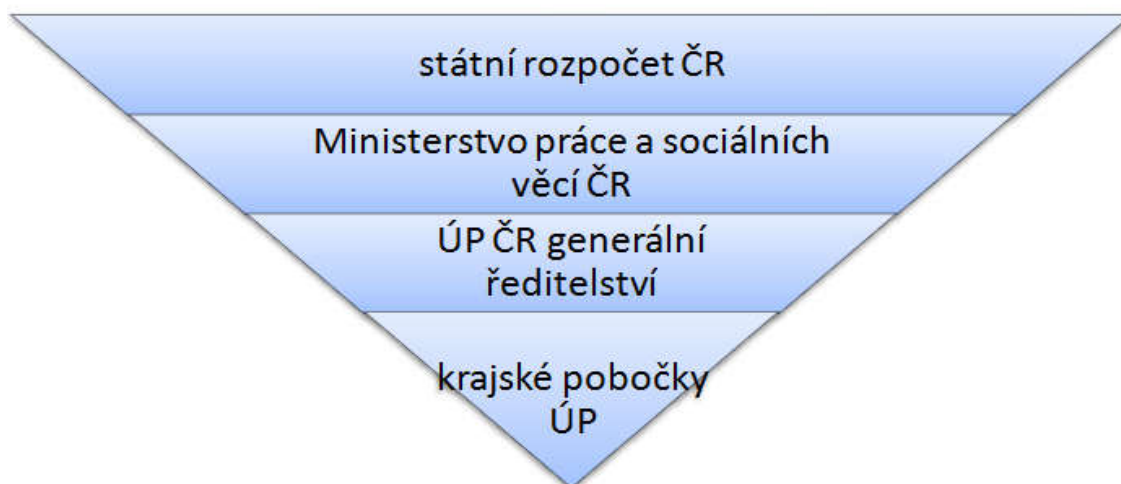 státní rozpočet ČR
Ministerstvo práce a sociálních
věcí ČR
ÚP ČR generální
ředitelství
krajské pobočky
ÚP